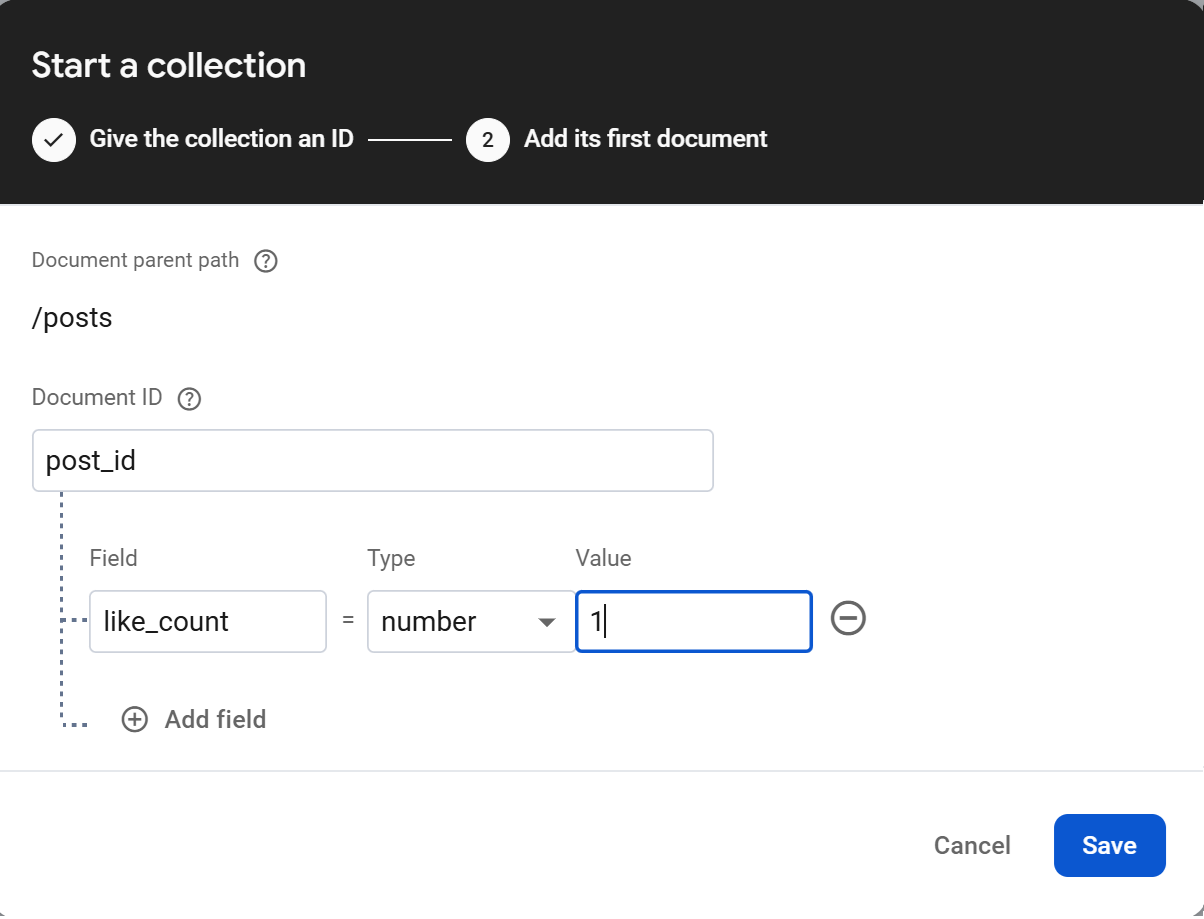 Start a collection
Give the collection an ID 2 Add its first document
Document parent path ?
/posts
Document ID ?
post_id
Field Type Value
like_count = number 1
Add field
Cancel Save